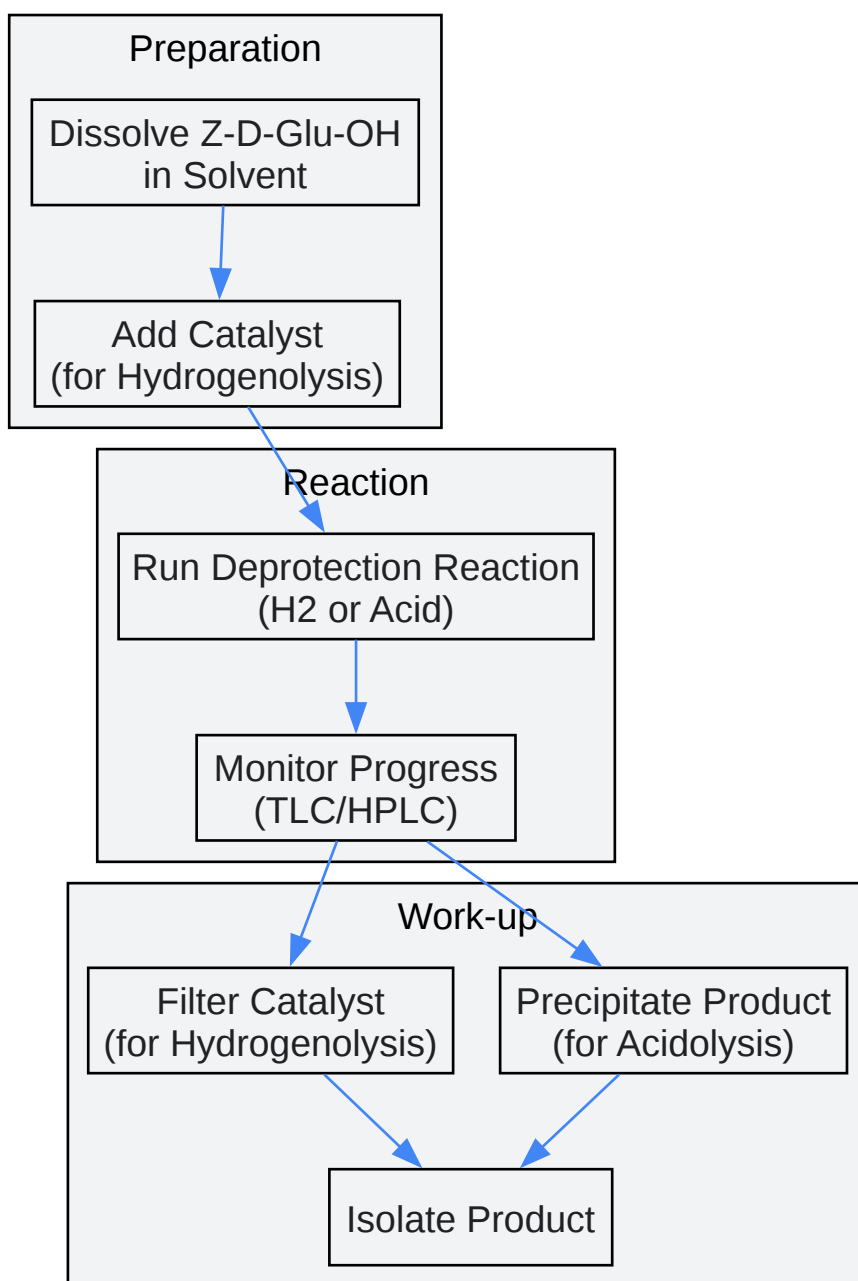 Preparation
Dissolve Z-D-Glu-OH
in Solvent
Add Catalyst
(for Hydrogenolysis)
Reaction
Run Deprotection Reaction
(H2 or Acid)
Monitor Progress
(TLC/HPLC)
Work-up
Filter Catalyst
(for Hydrogenolysis)
Precipitate Product
(for Acidolysis)
Isolate Product